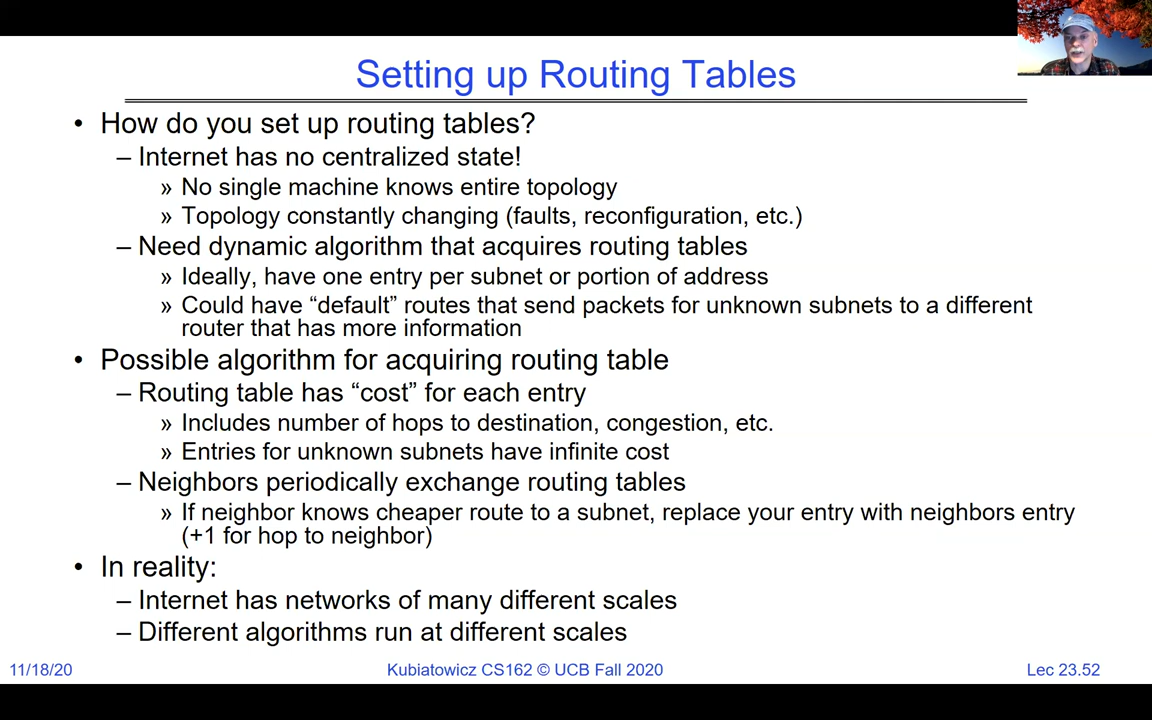 Setting up Routing Tables
• How do you set up routing tables?
– Internet has no centralized state!
» No single machine knows entire topology
» Topology constantly changing (faults, reconfiguration, etc.)
– Need dynamic algorithm that acquires routing tables
» Ideally, have one entry per subnet or portion of address
» Could have “default” routes that send packets for unknown subnets to a different
router that has more information
• Possible algorithm for acquiring routing table
– Routing table has “cost” for each entry
» Includes number of hops to destination, congestion, etc.
» Entries for unknown subnets have infinite cost
– Neighbors periodically exchange routing tables
» If neighbor knows cheaper route to a subnet, replace your entry with neighbors entry
(+1 for hop to neighbor)
• In reality:
– Internet has networks of many different scales
– Different algorithms run at different scales
11/18/20
Kubiatowicz CS162 © UCB Fall 2020
Lec 23.52